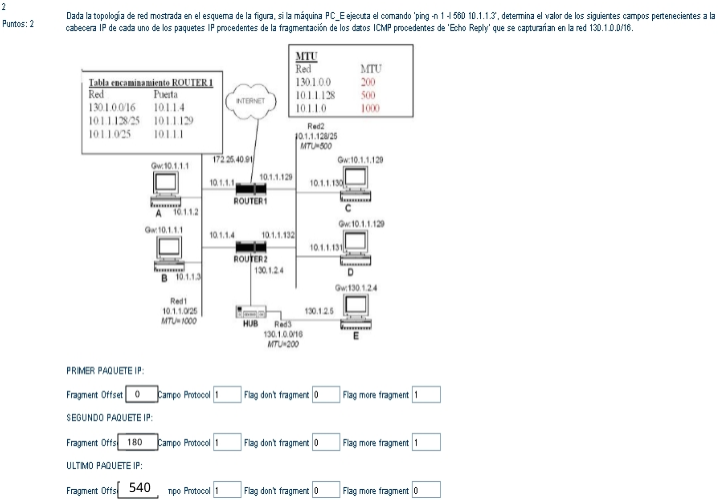 2
Puntos: 2
Dada la topología de red mostrada en el esquema de la figura, si la máquina PC_E ejecuta el comando 'ping -n 1 -l 560 10.1.1.3', determina el valor de los siguientes campos pertenecientes a la
cabecera IP de cada uno de los paquetes IP procedentes de la fragmentación de los datos ICMP procedentes de 'Echo Reply' que se capturarían en la red 130.1.0.0/16.
Tabla encaminamiento ROUTER 1
Red Puerta
130.1.0.0/16 10.1.1.4
10.1.1.128/25 10.1.1.129
10.1.1.0/25 10.1.1.1
INTERNET
MTU
Red MTU
130.1.0.0 200
10.1.1.128 500
10.1.1.0 1000
Red2
10.1.1.128/25
MTU=500
172.25.40.91
Gw:10.1.1.1
Gw:10.1.1.129
10.1.1.1
10.1.1.129
10.1.1.130
ROUTER1
A 10.1.1.2
C
Gw:10.1.1.1
Gw:10.1.1.129
10.1.1.4
10.1.1.132
10.1.1.131
ROUTER2
130.1.2.4
B 10.1.1.3
D
Gw:130.1.2.4
Red1
10.1.1.0/25
MTU=1000
130.1.2.5
HUB
Red3
130.1.0.0/16
MTU=200
E
PRIMER PAQUETE IP:
Fragment Offset 0 Campo Protocol 1 Flag don't fragment 0 Flag more fragment 1
SEGUNDO PAQUETE IP:
Fragment Offs 180 Campo Protocol 1 Flag don't fragment 0 Flag more fragment 1
ULTIMO PAQUETE IP:
Fragment Offs 540 mpo Protocol 1 Flag don't fragment 0 Flag more fragment 0